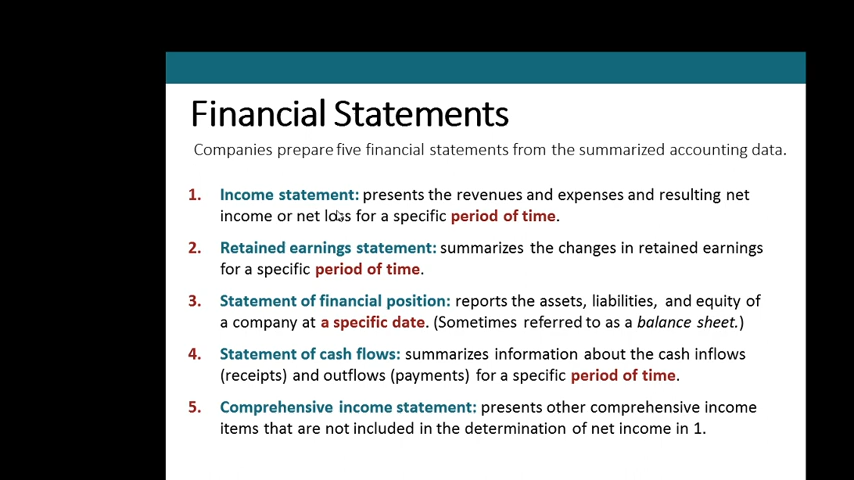 Financial Statements
Companies prepare five financial statements from the summarized accounting data.
1. Income statement: presents the revenues and expenses and resulting net
income or net loss for a specific period of time.
2. Retained earnings statement: summarizes the changes in retained earnings
for a specific period of time.
3. Statement of financial position: reports the assets, liabilities, and equity of
a company at a specific date. (Sometimes referred to as a balance sheet.)
4. Statement of cash flows: summarizes information about the cash inflows
(receipts) and outflows (payments) for a specific period of time.
5. Comprehensive income statement: presents other comprehensive income
items that are not included in the determination of net income in 1.